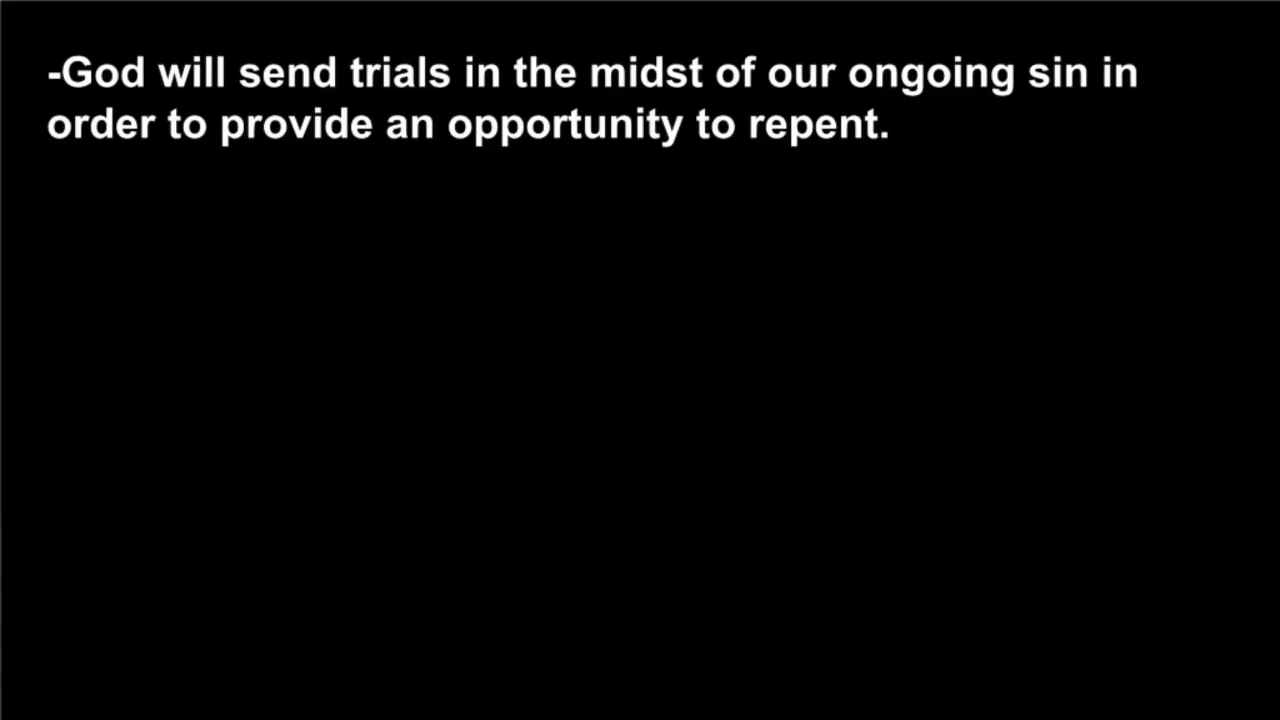 -God will send trials in the midst of our ongoing sin in
order to provide an opportunity to repent.